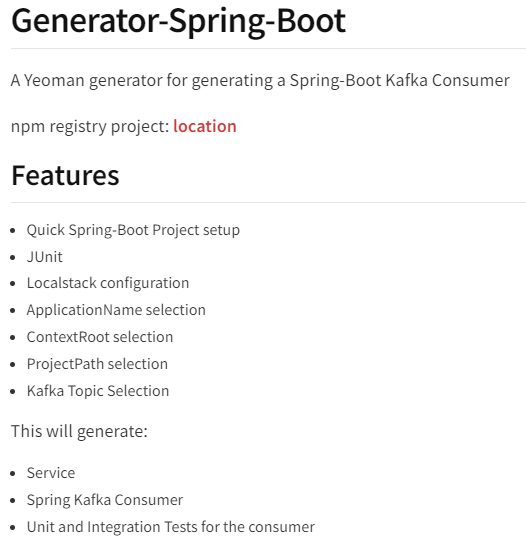 Generator-Spring-Boot
A Yeoman generator for generating a Spring-Boot Kafka Consumer
npm registry project: location
Features
Quick Spring-Boot Project setup
JUnit
Localstack configuration
ApplicationName selection
ContextRoot selection
ProjectPath selection
Kafka Topic Selection
This will generate:
Service
Spring Kafka Consumer
Unit and Integration Tests for the consumer